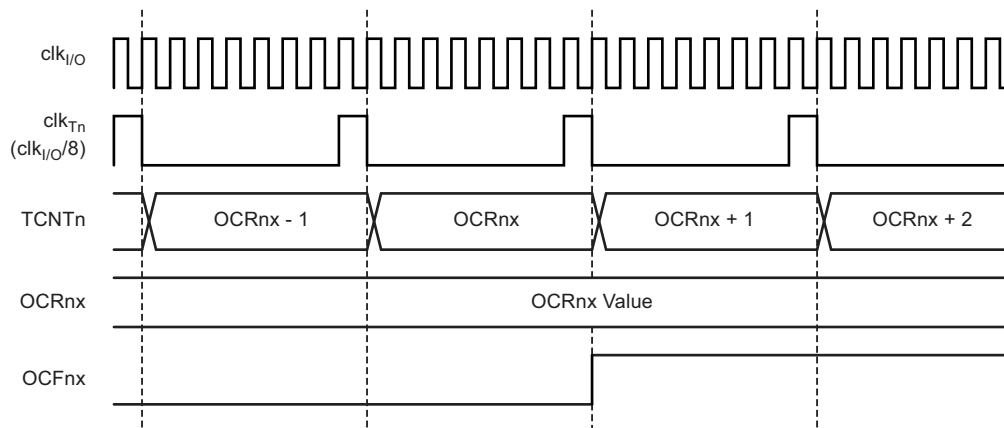 clkI/O
clkTn
(clkI/O/8)
TCNTn OCRnx - 1 OCRnx OCRnx + 1 OCRnx + 2
OCRnx OCRnx Value
OCFnx